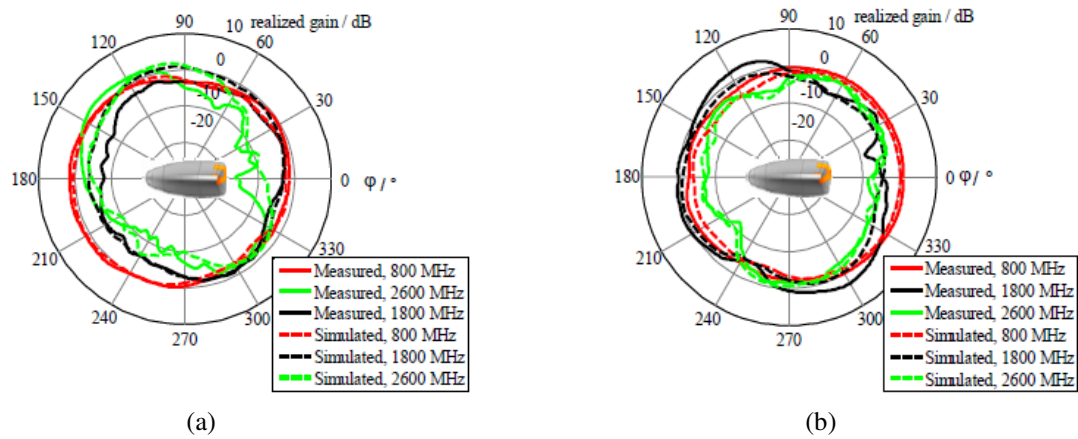 realized gain / dB
90
10
60
120
0
30
-10
150
-20
180
0 φ / °
210
330
240
300
270
Measured, 800 MHz
Measured, 2600 MHz
Measured, 1800 MHz
Simulated, 800 MHz
Simulated, 1800 MHz
Simulated, 2600 MHz
(a)
realized gain / dB
90
10
60
120
0
30
-10
150
-20
180
0 φ / °
210
330
240
300
270
Measured, 800 MHz
Measured, 1800 MHz
Measured, 2600 MHz
Simulated, 800 MHz
Simulated, 1800 MHz
Simulated, 2600 MHz
(b)